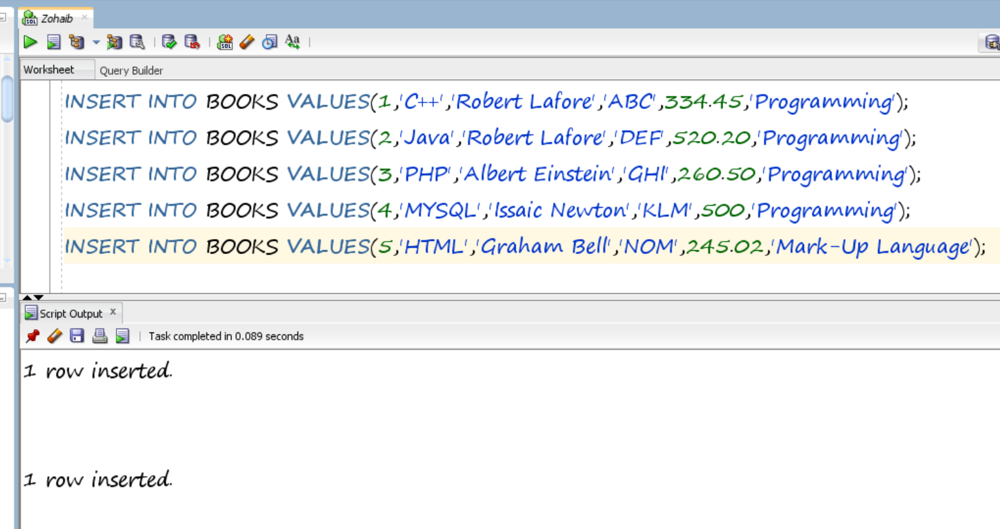 Zohaib
Worksheet Query Builder
INSERT INTO BOOKS VALUES(1,'C++','Robert Lafore','ABC',334.45,'Programming');
INSERT INTO BOOKS VALUES(2,'Java','Robert Lafore','DEF',520.20,'Programming');
INSERT INTO BOOKS VALUES(3,'PHP','Albert Einstein','GHI',260.50,'Programming');
INSERT INTO BOOKS VALUES(4,'MYSQL','Issaic Newton','KLM',500,'Programming');
INSERT INTO BOOKS VALUES(5,'HTML','Graham Bell','NOM',245.02,'Mark-Up Language');
Script Output x
Task completed in 0.089 seconds
1 row inserted.
1 row inserted.